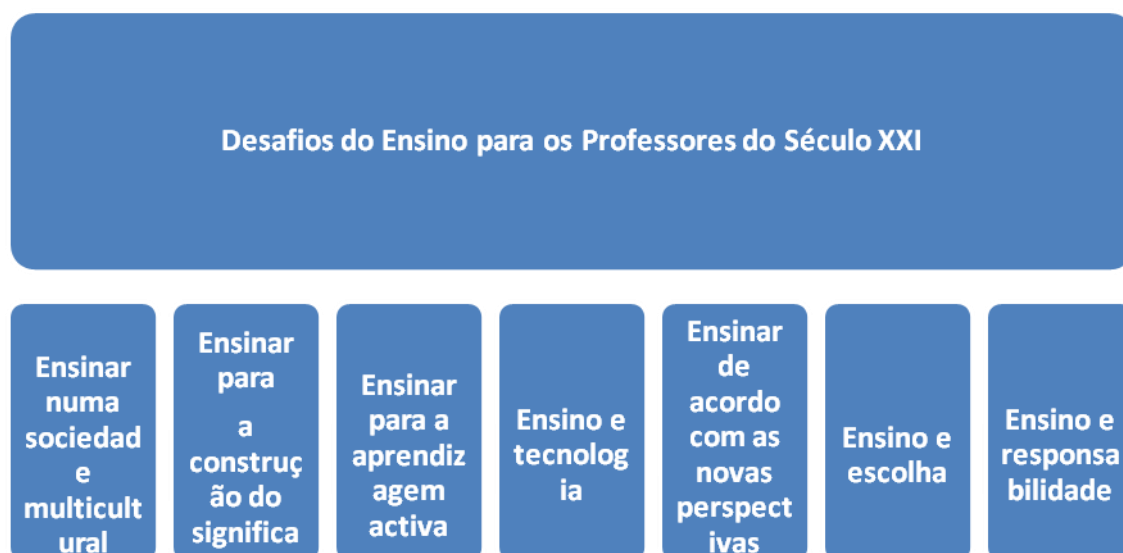 Desafios do Ensino para os Professores do Século XXI
Ensinar
numa
sociedad
e
multicult
ural
Ensinar
para
a
construç
ão do
significa
Ensinar
para a
aprendiz
agem
activa
Ensino e
tecnolog
ia
Ensinar
de
acordo
com as
novas
perspect
ivas
Ensino e
escolha
Ensino e
responsa
bilidade